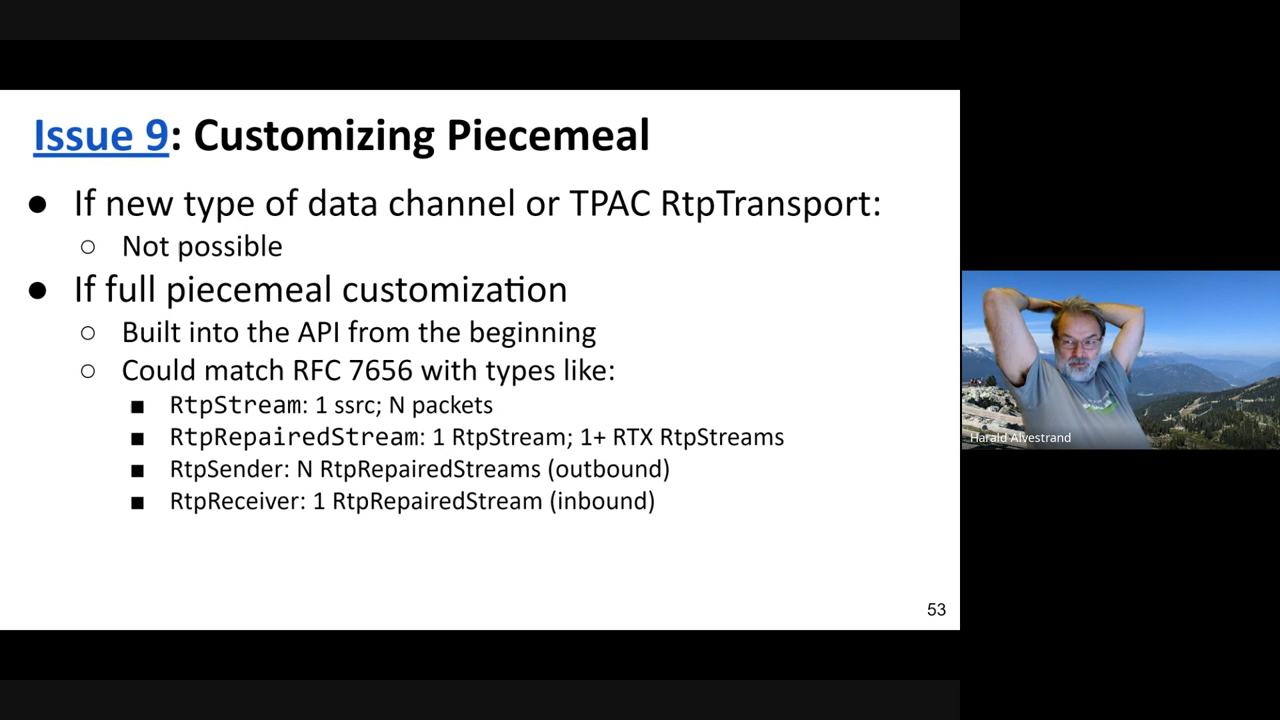 Issue 9: Customizing Piecemeal
● If new type of data channel or TPAC RtpTransport:
○ Not possible
● If full piecemeal customization
○ Built into the API from the beginning
○ Could match RFC 7656 with types like:
■ RtpStream: 1 ssrc; N packets
■ RtpRepairedStream: 1 RtpStream; 1+ RTX RtpStreams
■ RtpSender: N RtpRepairedStreams (outbound)
■ RtpReceiver: 1 RtpRepairedStream (inbound)
53
Harald Alvestrand